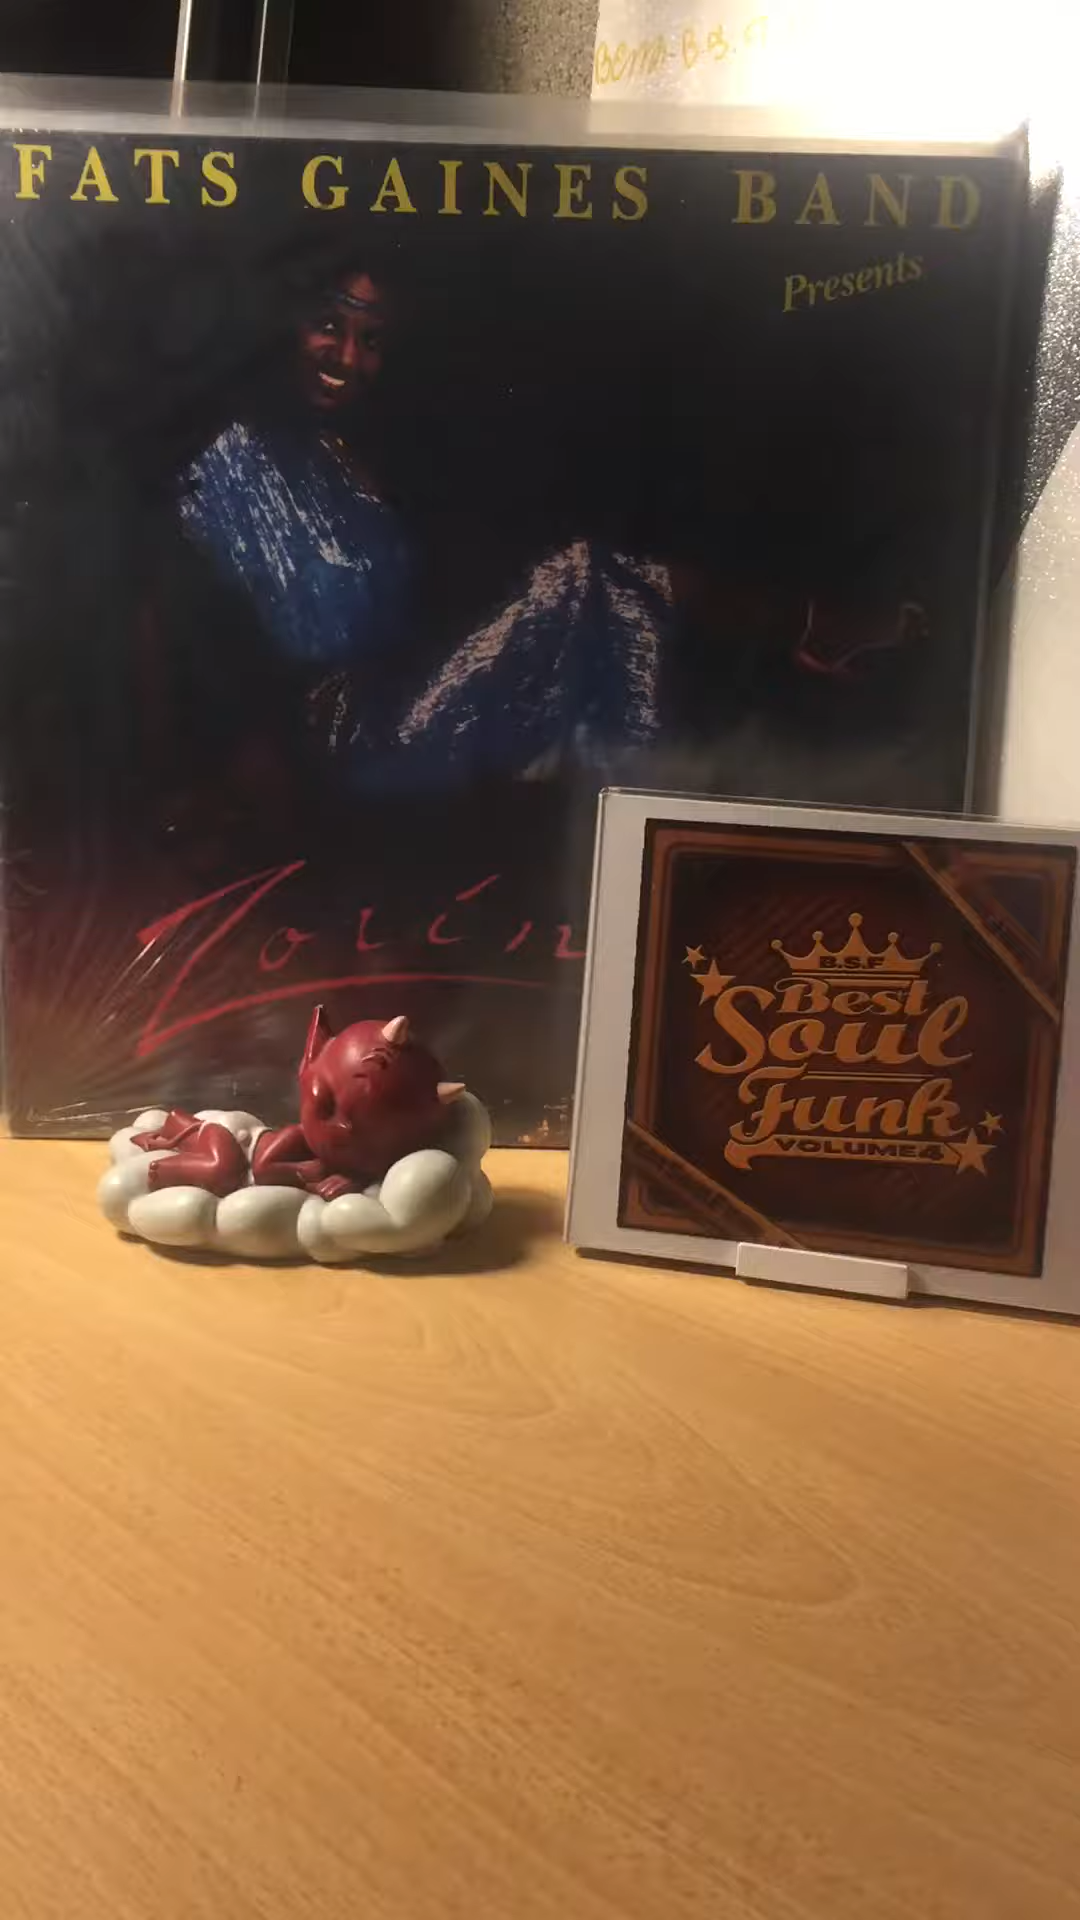 FATS GAINES BAND
Presents
B.S.F
Best
Soul
Funk
VOLUME4